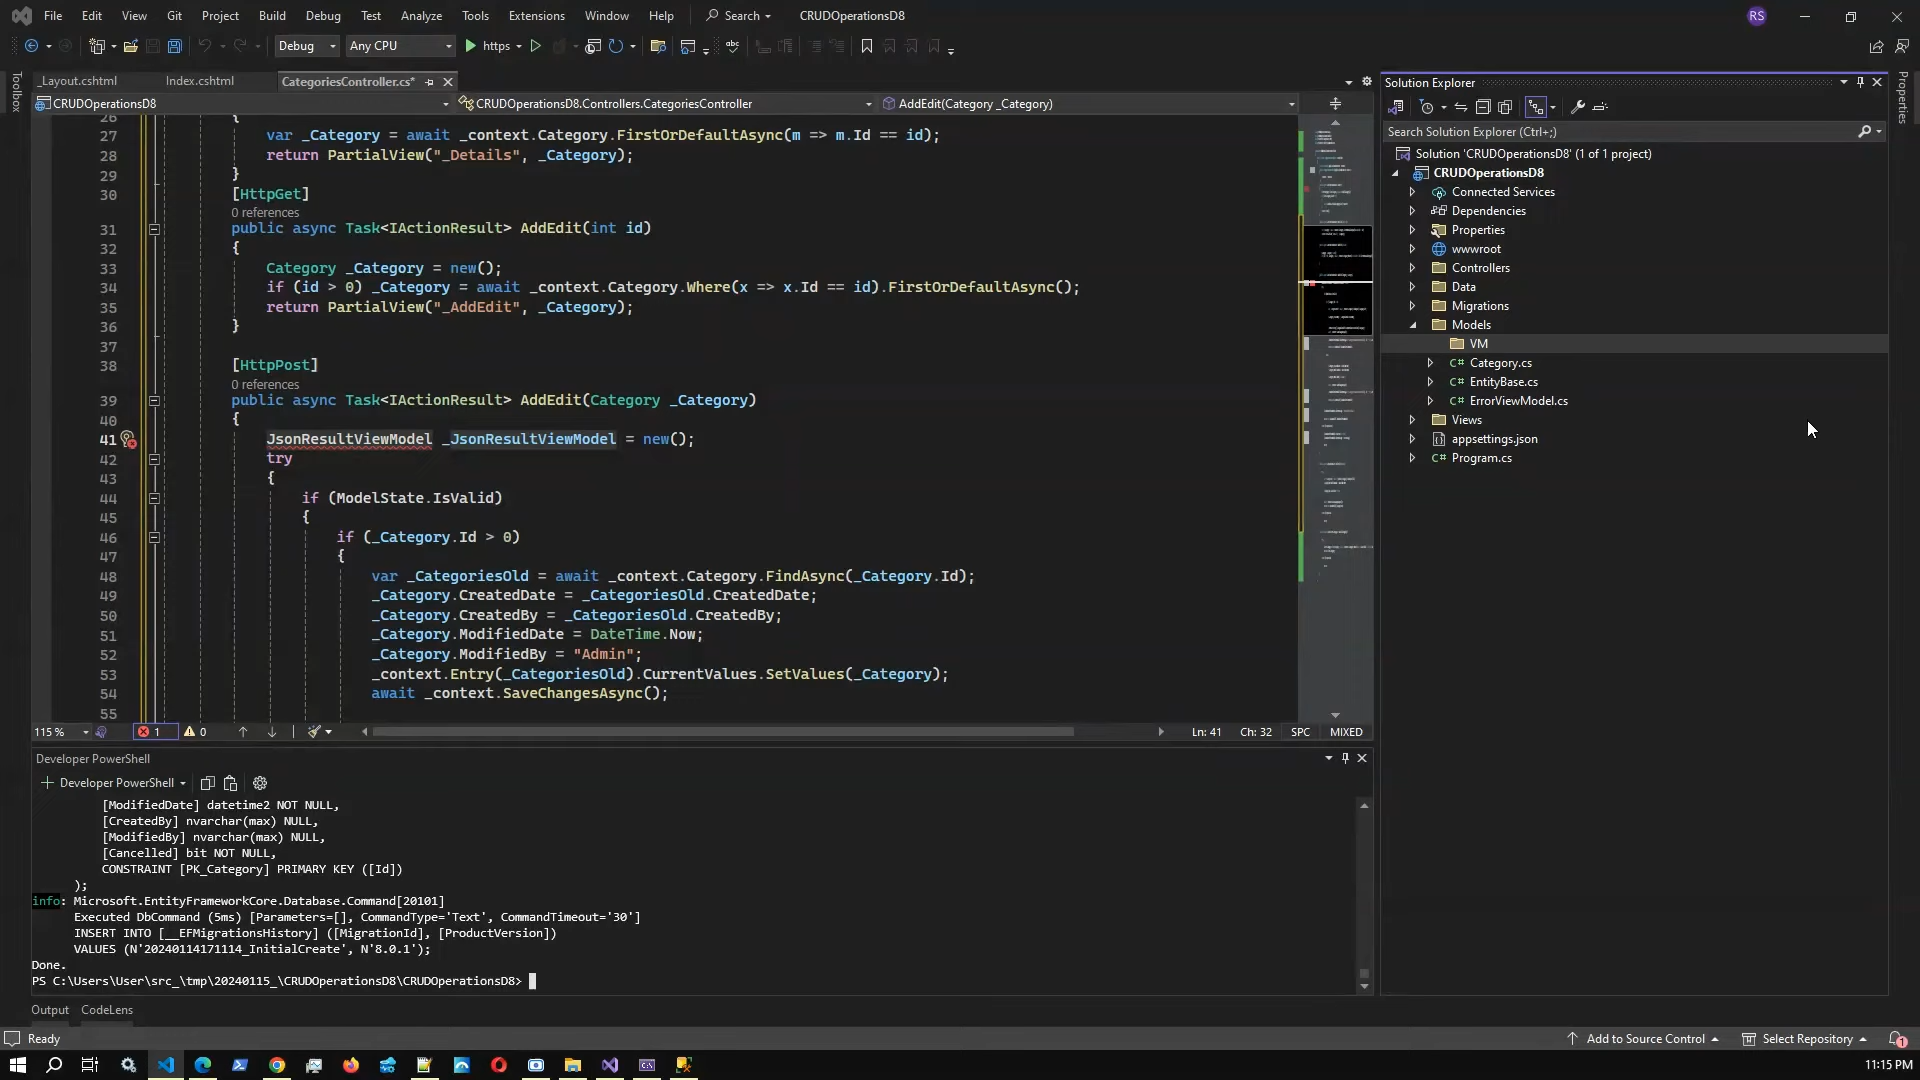 File Edit View Git Project Build Debug Test Analyze Tools Extensions Window Help Search CRUDOperationsD8 RS
Debug Any CPU https
Toolbox
_Layout.cshtml Index.cshtml CategoriesController.cs*
CRUDOperationsD8 CRUDOperationsD8.Controllers.CategoriesController AddEdit(Category _Category)
26 {
27 var _Category = await _context.Category.FirstOrDefaultAsync(m => m.Id == id);
28 return PartialView("_Details", _Category);
29 }
30 [HttpGet]
0 references
31 public async Task<IActionResult> AddEdit(int id)
32 {
33 Category _Category = new();
34 if (id > 0) _Category = await _context.Category.Where(x => x.Id == id).FirstOrDefaultAsync();
35 return PartialView("_AddEdit", _Category);
36 }
37
38 [HttpPost]
0 references
39 public async Task<IActionResult> AddEdit(Category _Category)
40 {
41 JsonResultViewModel _JsonResultViewModel = new();
42 try
43 {
44 if (ModelState.IsValid)
45 {
46 if (_Category.Id > 0)
47 {
48 var _CategoriesOld = await _context.Category.FindAsync(_Category.Id);
49 _Category.CreatedDate = _CategoriesOld.CreatedDate;
50 _Category.CreatedBy = _CategoriesOld.CreatedBy;
51 _Category.ModifiedDate = DateTime.Now;
52 _Category.ModifiedBy = "Admin";
53 _context.Entry(_CategoriesOld).CurrentValues.SetValues(_Category);
54 await _context.SaveChangesAsync();
55
115 % 1 0 Ln: 41 Ch: 32 SPC MIXED
Developer PowerShell
Developer PowerShell
[ModifiedDate] datetime2 NOT NULL,
[CreatedBy] nvarchar(max) NULL,
[ModifiedBy] nvarchar(max) NULL,
[Cancelled] bit NOT NULL,
CONSTRAINT [PK_Category] PRIMARY KEY ([Id])
);
info: Microsoft.EntityFrameworkCore.Database.Command[20101]
Executed DbCommand (5ms) [Parameters=[], CommandType='Text', CommandTimeout='30']
INSERT INTO [__EFMigrationsHistory] ([MigrationId], [ProductVersion])
VALUES (N'20240114171114_InitialCreate', N'8.0.1');
Done.
PS C:\Users\User\src_\tmp\20240115_\CRUDOperationsD8\CRUDOperationsD8>
Output CodeLens
Solution Explorer
Search Solution Explorer (Ctrl+;)
Solution 'CRUDOperationsD8' (1 of 1 project)
CRUDOperationsD8
Connected Services
Dependencies
Properties
wwwroot
Controllers
Data
Migrations
Models
VM
C# Category.cs
C# EntityBase.cs
C# ErrorViewModel.cs
Views
appsettings.json
C# Program.cs
Properties
Ready Add to Source Control Select Repository 1
11:15 PM